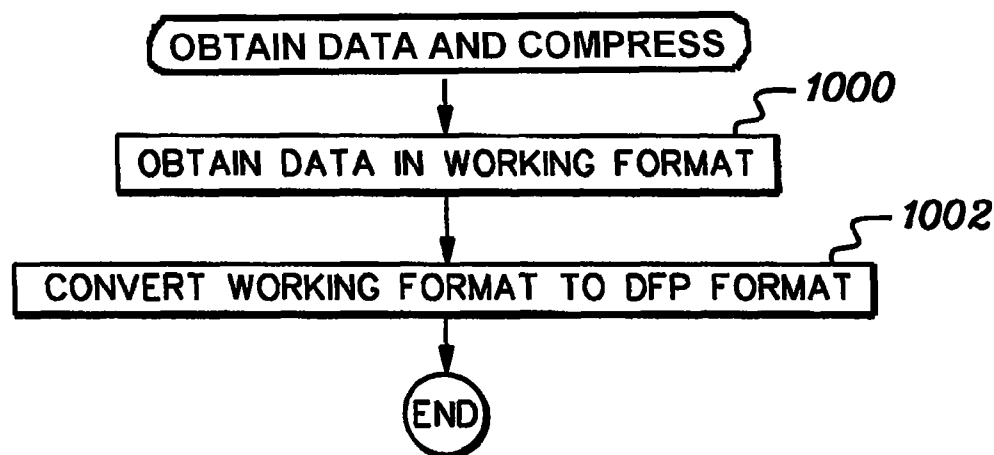 OBTAIN DATA AND COMPRESS
1000
OBTAIN DATA IN WORKING FORMAT
1002
CONVERT WORKING FORMAT TO DFP FORMAT
END